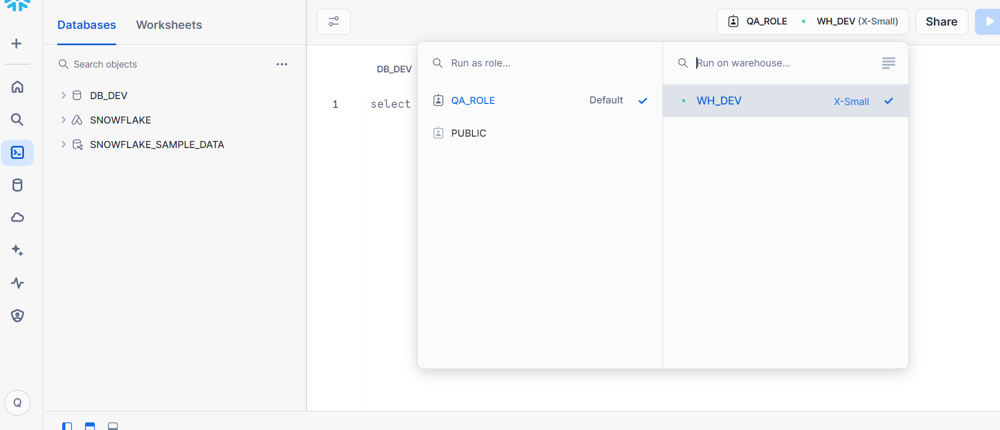 Databases
Worksheets
Search objects
DB_DEV
SNOWFLAKE
SNOWFLAKE_SAMPLE_DATA
Q
QA_ROLE
WH_DEV (X-Small)
Share
DB_DEV
1
select
Run as role...
QA_ROLE
Default
PUBLIC
Run on warehouse...
WH_DEV
X-Small